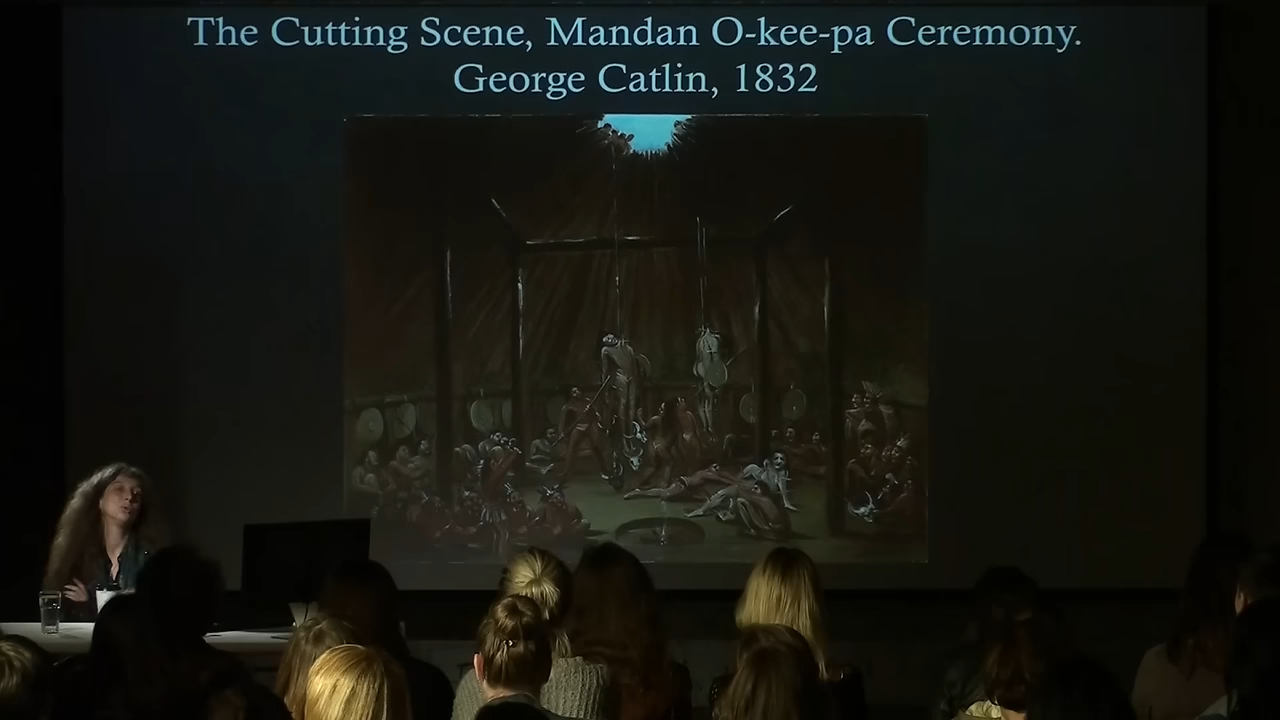 The Cutting Scene, Mandan O-kee-pa Ceremony.
George Catlin, 1832